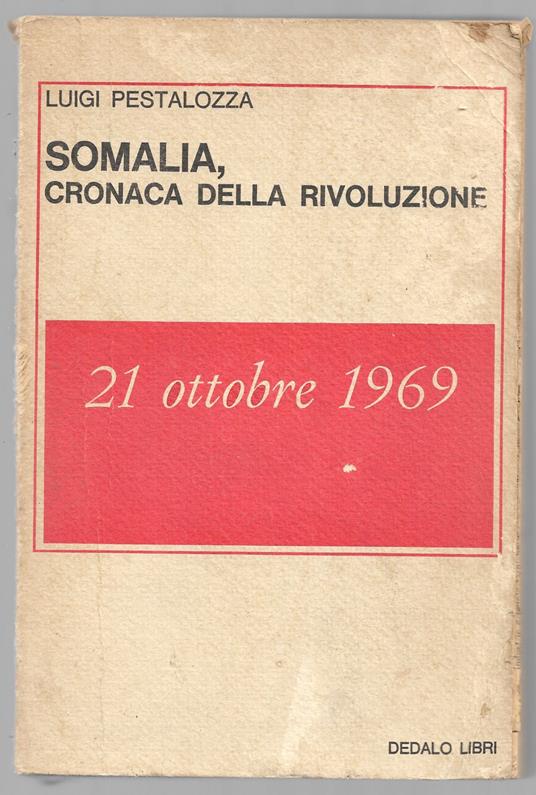 LUIGI PESTALOZZA
SOMALIA,
CRONACA DELLA RIVOLUZIONE
21 ottobre 1969
DEDALO LIBRI